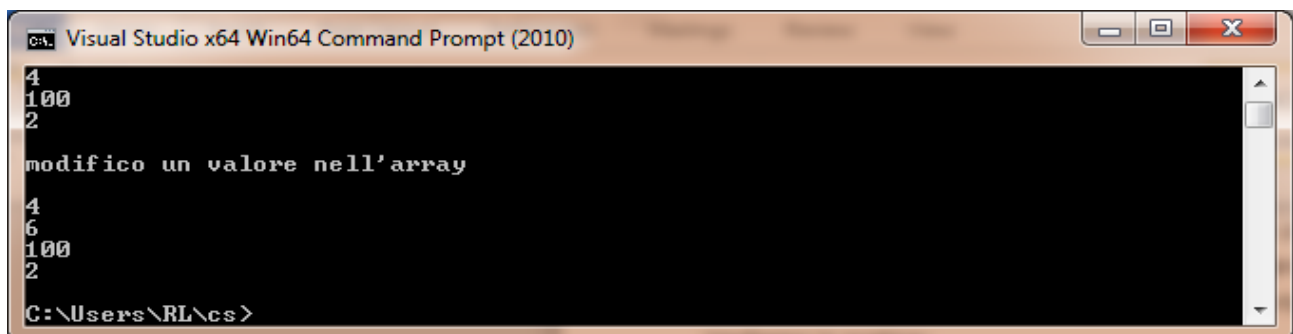 Visual Studio x64 Win64 Command Prompt (2010)
4
100
2
modifico un valore nell'array
4
6
100
2
C:\Users\RL\cs>